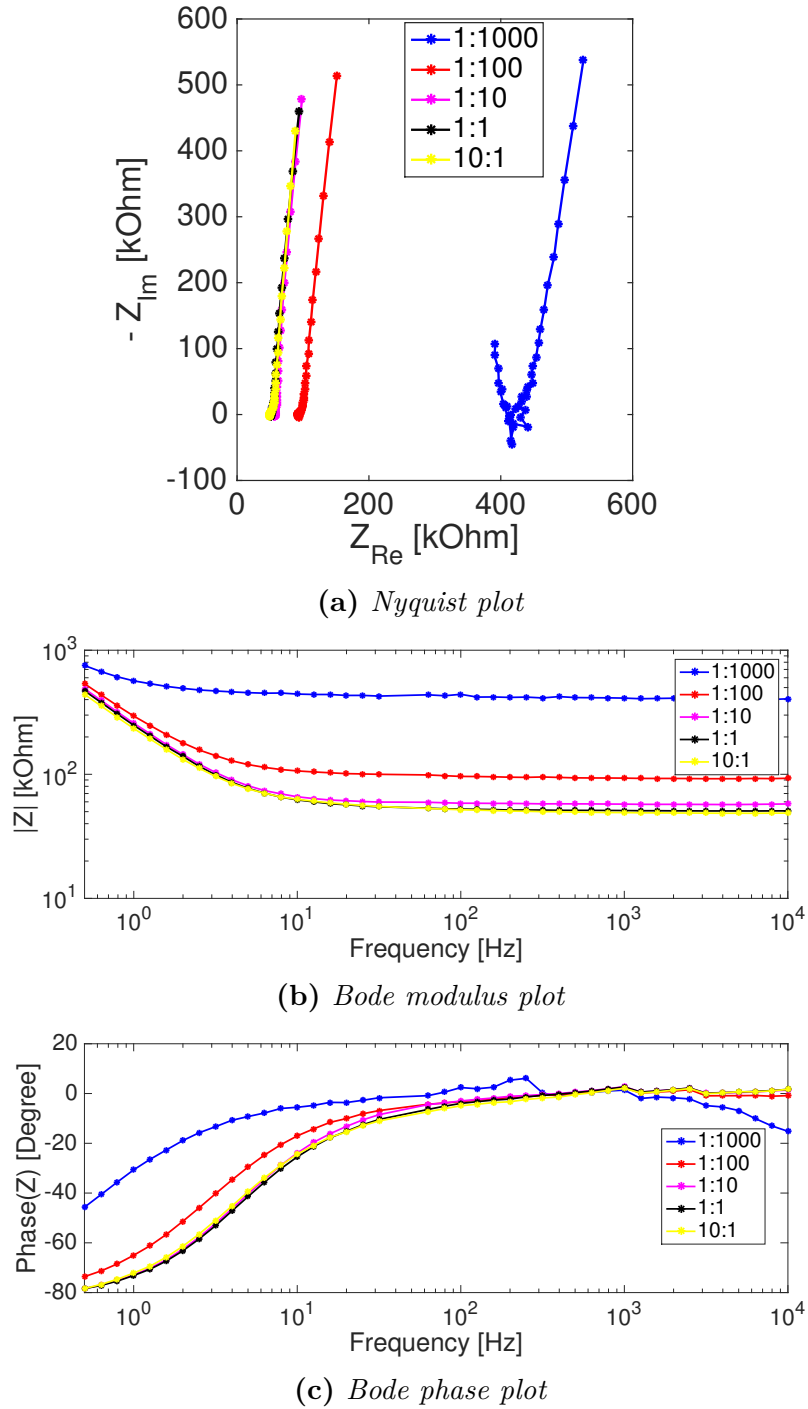 600
500
400
300
200
100
0
-100
- Z_Im [kOhm]
1:1000
1:100
1:10
1:1
10:1
0 200 400 600
Z_Re [kOhm]
(a) Nyquist plot
10^3
10^2
10^1
|Z| [kOhm]
1:1000
1:100
1:10
1:1
10:1
10^0 10^1 10^2 10^3 10^4
Frequency [Hz]
(b) Bode modulus plot
20
0
-20
-40
-60
-80
Phase(Z) [Degree]
1:1000
1:100
1:10
1:1
10:1
10^0 10^1 10^2 10^3 10^4
Frequency [Hz]
(c) Bode phase plot